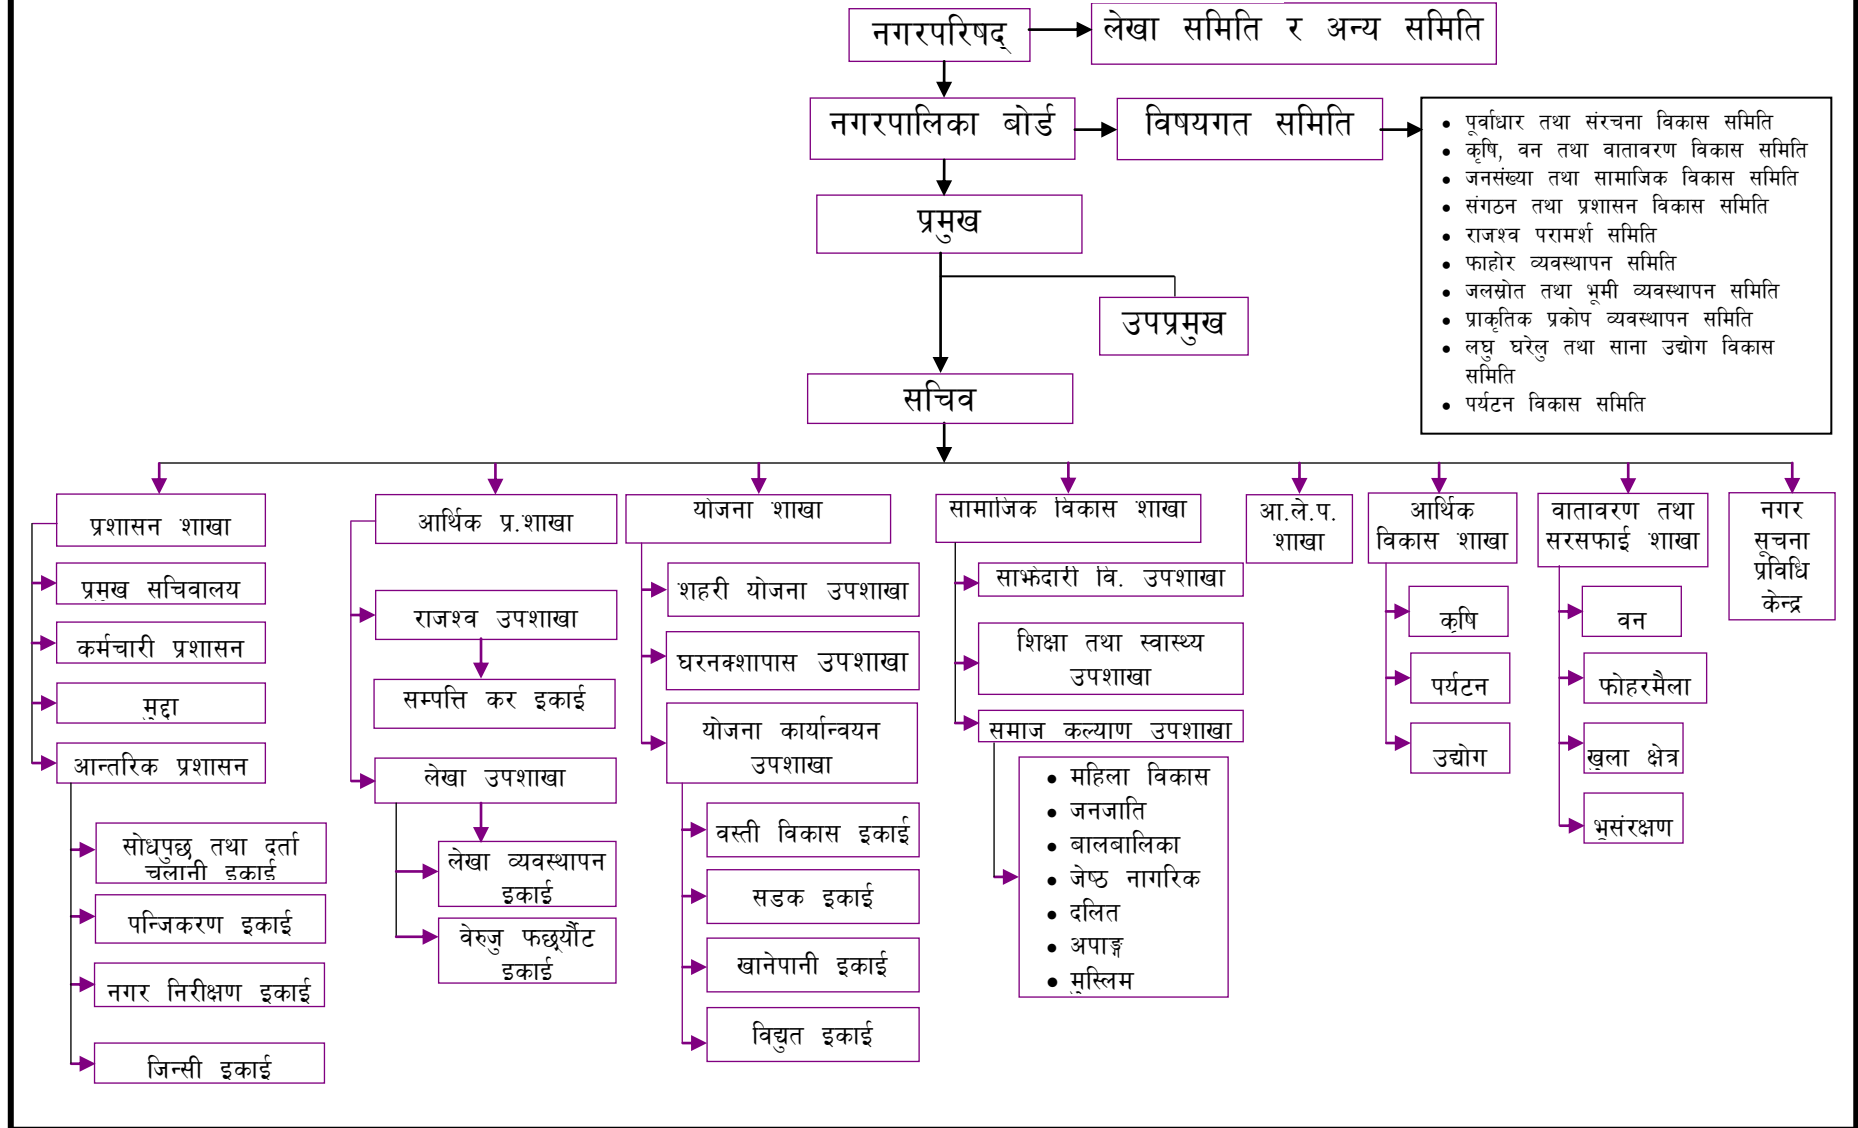 नगरपरिषद्
लेखा समिति र अन्य समिति
नगरपालिका बोर्ड
विषयगत समिति
• पूर्वाधार तथा संरचना विकास समिति
• कृषि, वन तथा वातावरण विकास समिति
• जनसंख्या तथा सामाजिक विकास समिति
• संगठन तथा प्रशासन विकास समिति
• राजश्व परामर्श समिति
• फाहोर व्यवस्थापन समिति
• जलस्रोत तथा भूमी व्यवस्थापन समिति
• प्राकृतिक प्रकोप व्यवस्थापन समिति
• लघु घरेलु तथा साना उद्योग विकास
समिति
• पर्यटन विकास समिति
प्रमुख
उपप्रमुख
सचिव
प्रशासन शाखा
प्रमुख सचिवालय
कर्मचारी प्रशासन
मुद्दा
आन्तरिक प्रशासन
सोधपुछ तथा दर्ता
चलानी इकाई
पन्जिकरण इकाई
नगर निरीक्षण इकाई
जिन्सी इकाई
आर्थिक प्र.शाखा
राजश्व उपशाखा
सम्पत्ति कर इकाई
लेखा उपशाखा
लेखा व्यवस्थापन
इकाई
वेरुजु फछ्र्यौट
इकाई
योजना शाखा
शहरी योजना उपशाखा
घरनक्शापास उपशाखा
योजना कार्यान्वयन
उपशाखा
वस्ती विकास इकाई
सडक इकाई
खानेपानी इकाई
विद्युत इकाई
सामाजिक विकास शाखा
साझेदारी वि. उपशाखा
शिक्षा तथा स्वास्थ्य
उपशाखा
समाज कल्याण उपशाखा
• महिला विकास
• जनजाति
• बालबालिका
• जेष्ठ नागरिक
• दलित
• अपाङ्ग
• मुस्लिम
आ.ले.प.
शाखा
आर्थिक
विकास शाखा
कृषि
पर्यटन
उद्योग
वातावरण तथा
सरसफाई शाखा
वन
फोहरमैला
खुला क्षेत्र
भूसंरक्षण
नगर
सूचना
प्रविधि
केन्द्र